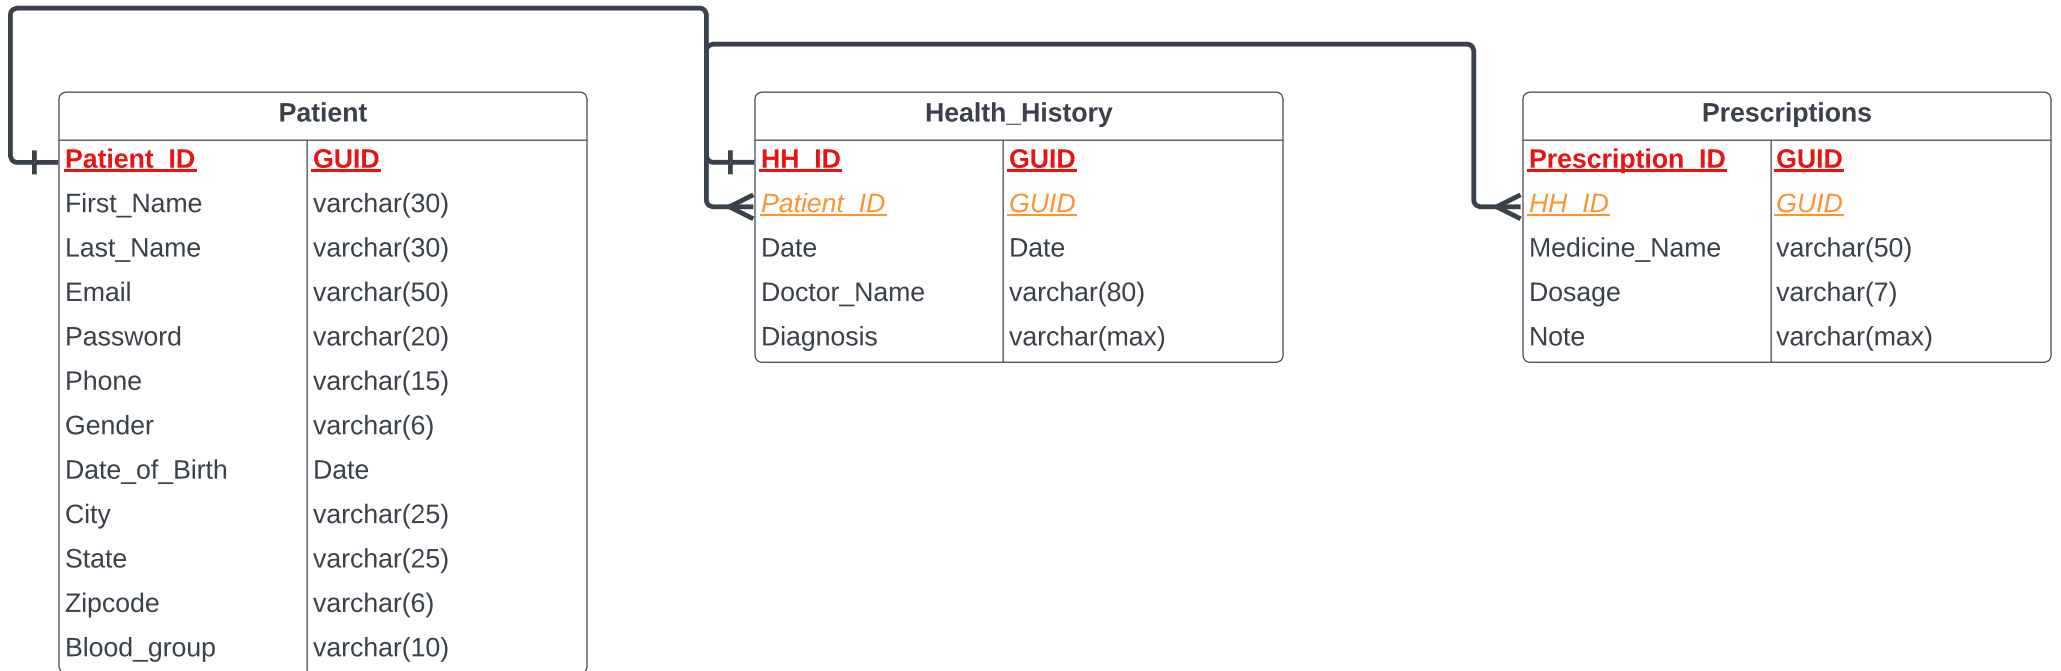 Patient
Patient_ID GUID
First_Name varchar(30)
Last_Name varchar(30)
Email varchar(50)
Password varchar(20)
Phone varchar(15)
Gender varchar(6)
Date_of_Birth Date
City varchar(25)
State varchar(25)
Zipcode varchar(6)
Blood_group varchar(10)
Health_History
HH_ID GUID
Patient_ID GUID
Date Date
Doctor_Name varchar(80)
Diagnosis varchar(max)
Prescriptions
Prescription_ID GUID
HH_ID GUID
Medicine_Name varchar(50)
Dosage varchar(7)
Note varchar(max)